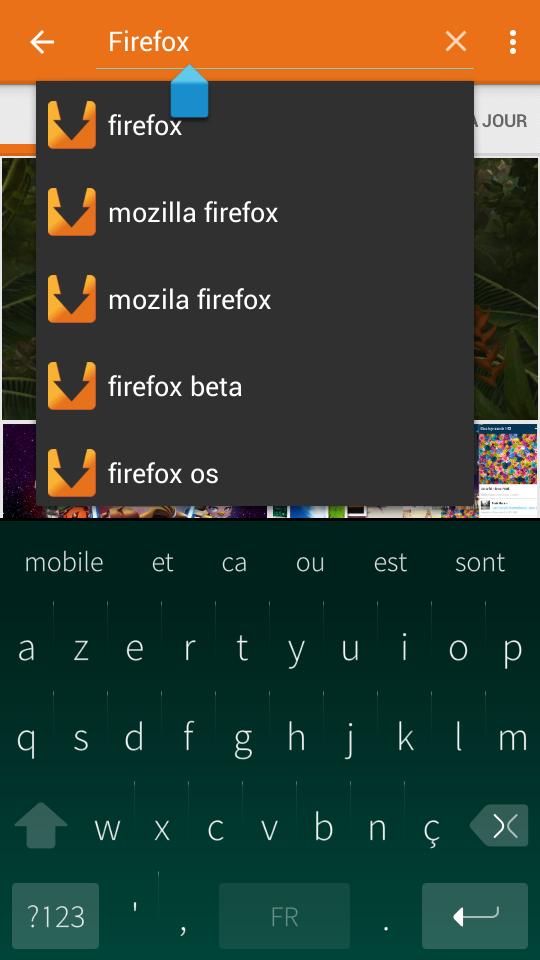 Firefox
À JOUR
firefox
mozilla firefox
mozila firefox
firefox beta
firefox os
mobile et ca ou est sont
a z e r t y u i o p
q s d f g h j k l m
w x c v b n ç
?123 ' , FR .